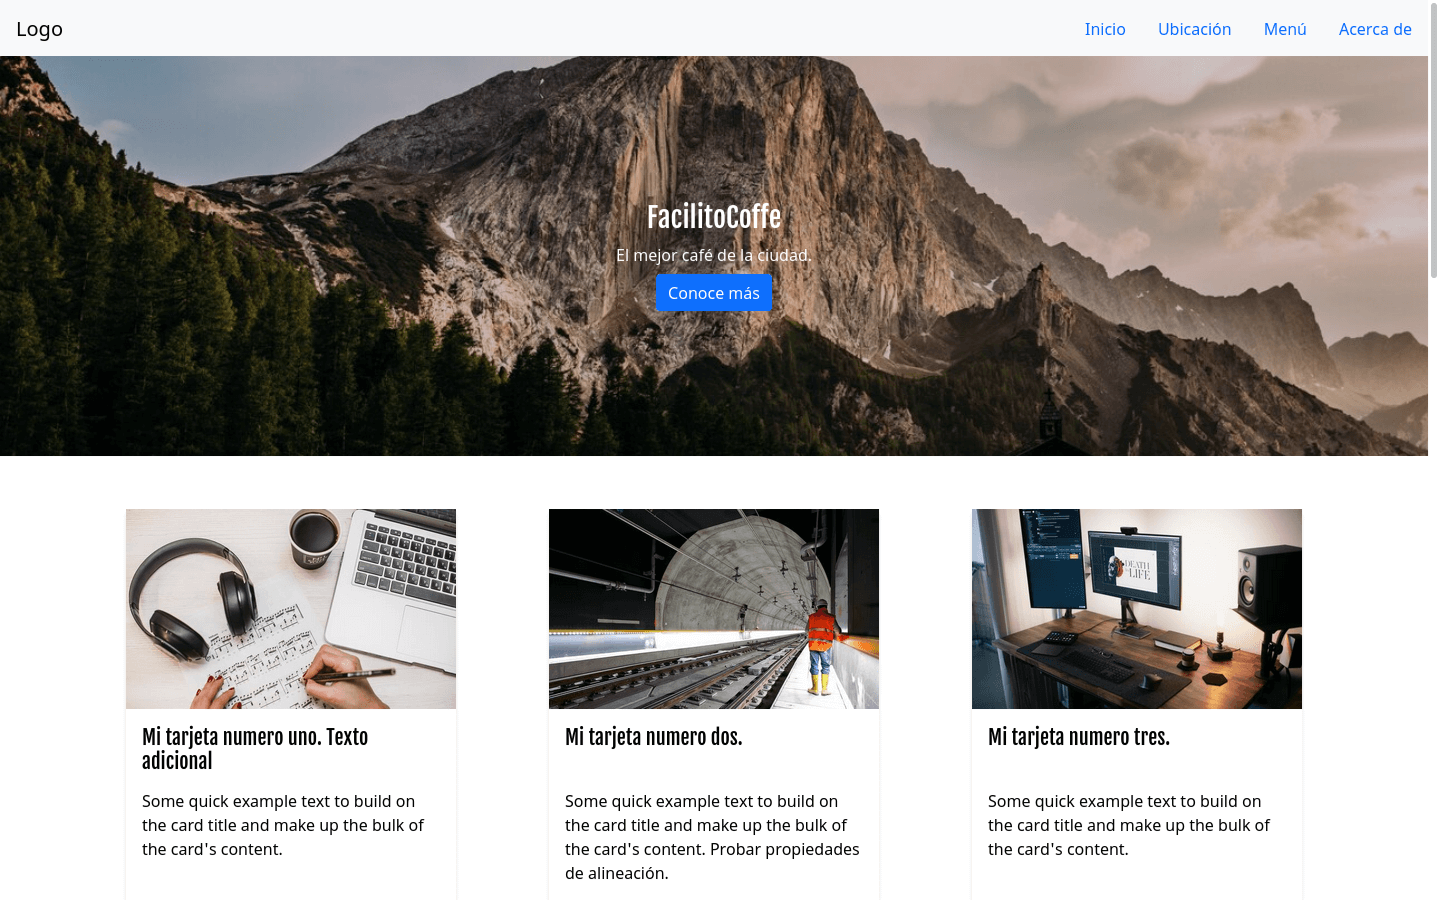 Logo
Inicio Ubicación Menú Acerca de
FacilitoCoffe
El mejor café de la ciudad.
Conoce más
DEATH
LIFE
Mi tarjeta numero uno. Texto
adicional
Some quick example text to build on
the card title and make up the bulk of
the card's content.
Mi tarjeta numero dos.
Some quick example text to build on
the card title and make up the bulk of
the card's content. Probar propiedades
de alineación.
Mi tarjeta numero tres.
Some quick example text to build on
the card title and make up the bulk of
the card's content.